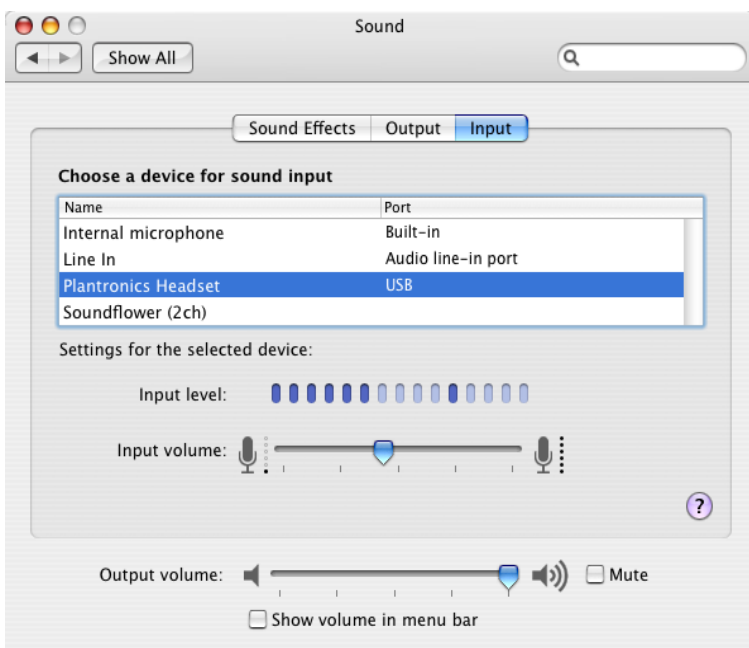 Sound
Show All
Sound Effects Output Input
Choose a device for sound input
Name Port
Internal microphone Built-in
Line In Audio line-in port
Plantronics Headset USB
Soundflower (2ch)
Settings for the selected device:
Input level:
Input volume:
?
Output volume: Mute
Show volume in menu bar